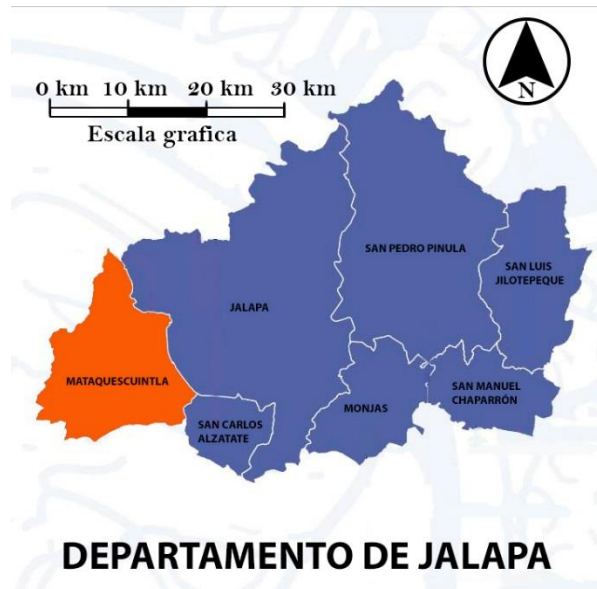 0 km 10 km 20 km 30 km
Escala grafica
N
SAN PEDRO PINULA
SAN LUIS
JILOTEPEQUE
JALAPA
MATAQUESCUINTLA
SAN MANUEL
CHAPARRÓN
MONJAS
SAN CARLOS
ALZATATE
DEPARTAMENTO DE JALAPA